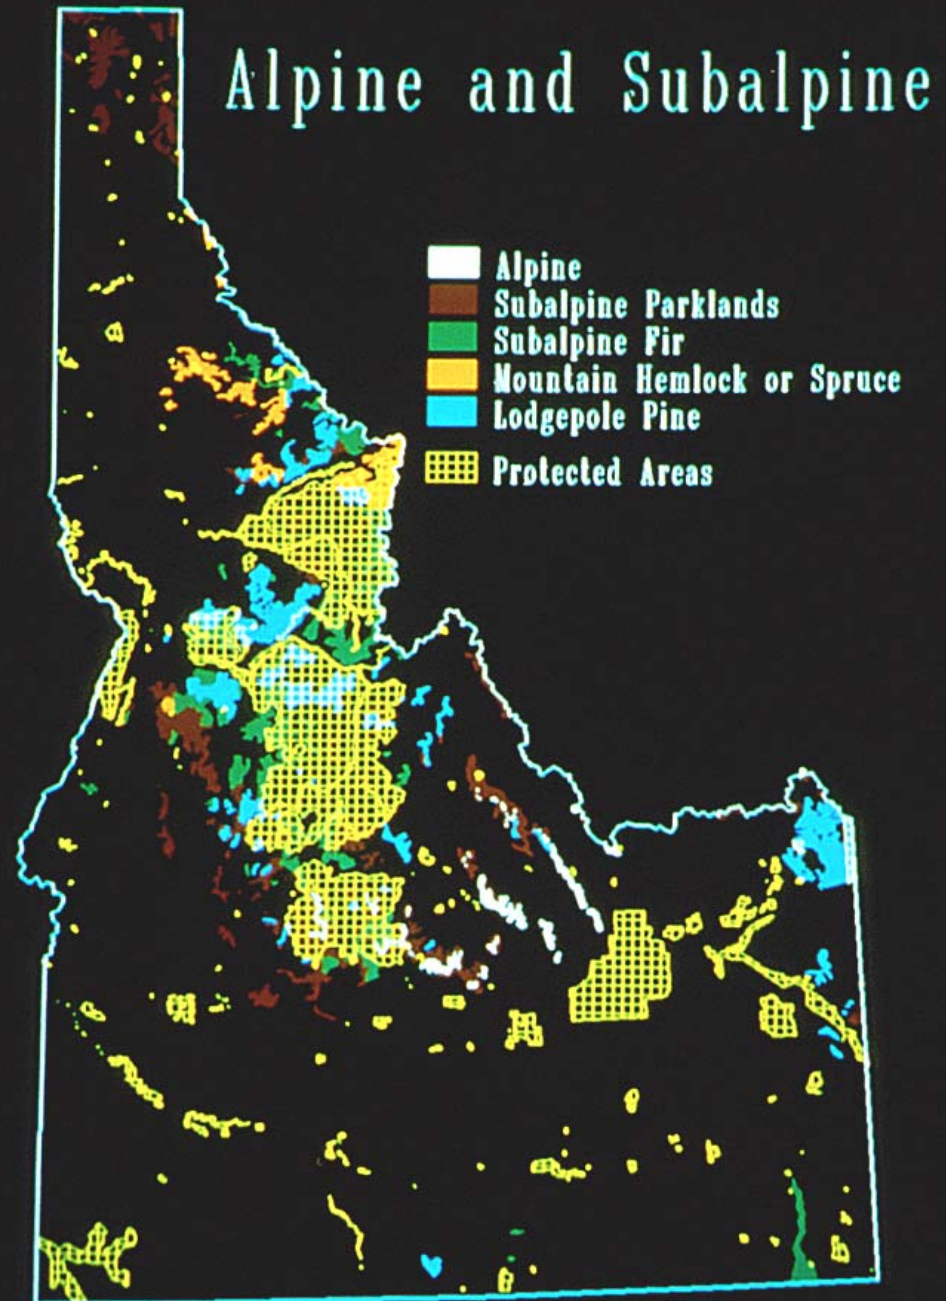 Alpine and Subalpine
Alpine
Subalpine Parklands
Subalpine Fir
Mountain Hemlock or Spruce
Lodgepole Pine
Protected Areas